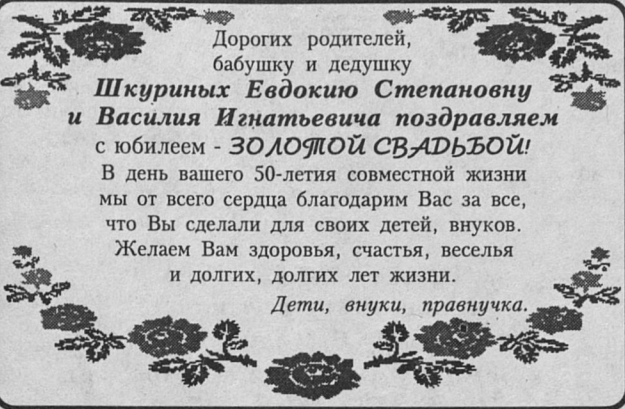 Дорогих родителей,
бабушку и дедушку
Шкуриных Евдокию Степановну
и Василия Игнатьевича поздравляем
с юбилеем - ЗОЛОТОЙ СВАДЬБОЙ!
В день вашего 50-летия совместной жизни
мы от всего сердца благодарим Вас за все,
что Вы сделали для своих детей, внуков.
Желаем Вам здоровья, счастья, веселья
и долгих, долгих лет жизни.
Дети, внуки, правнучка.